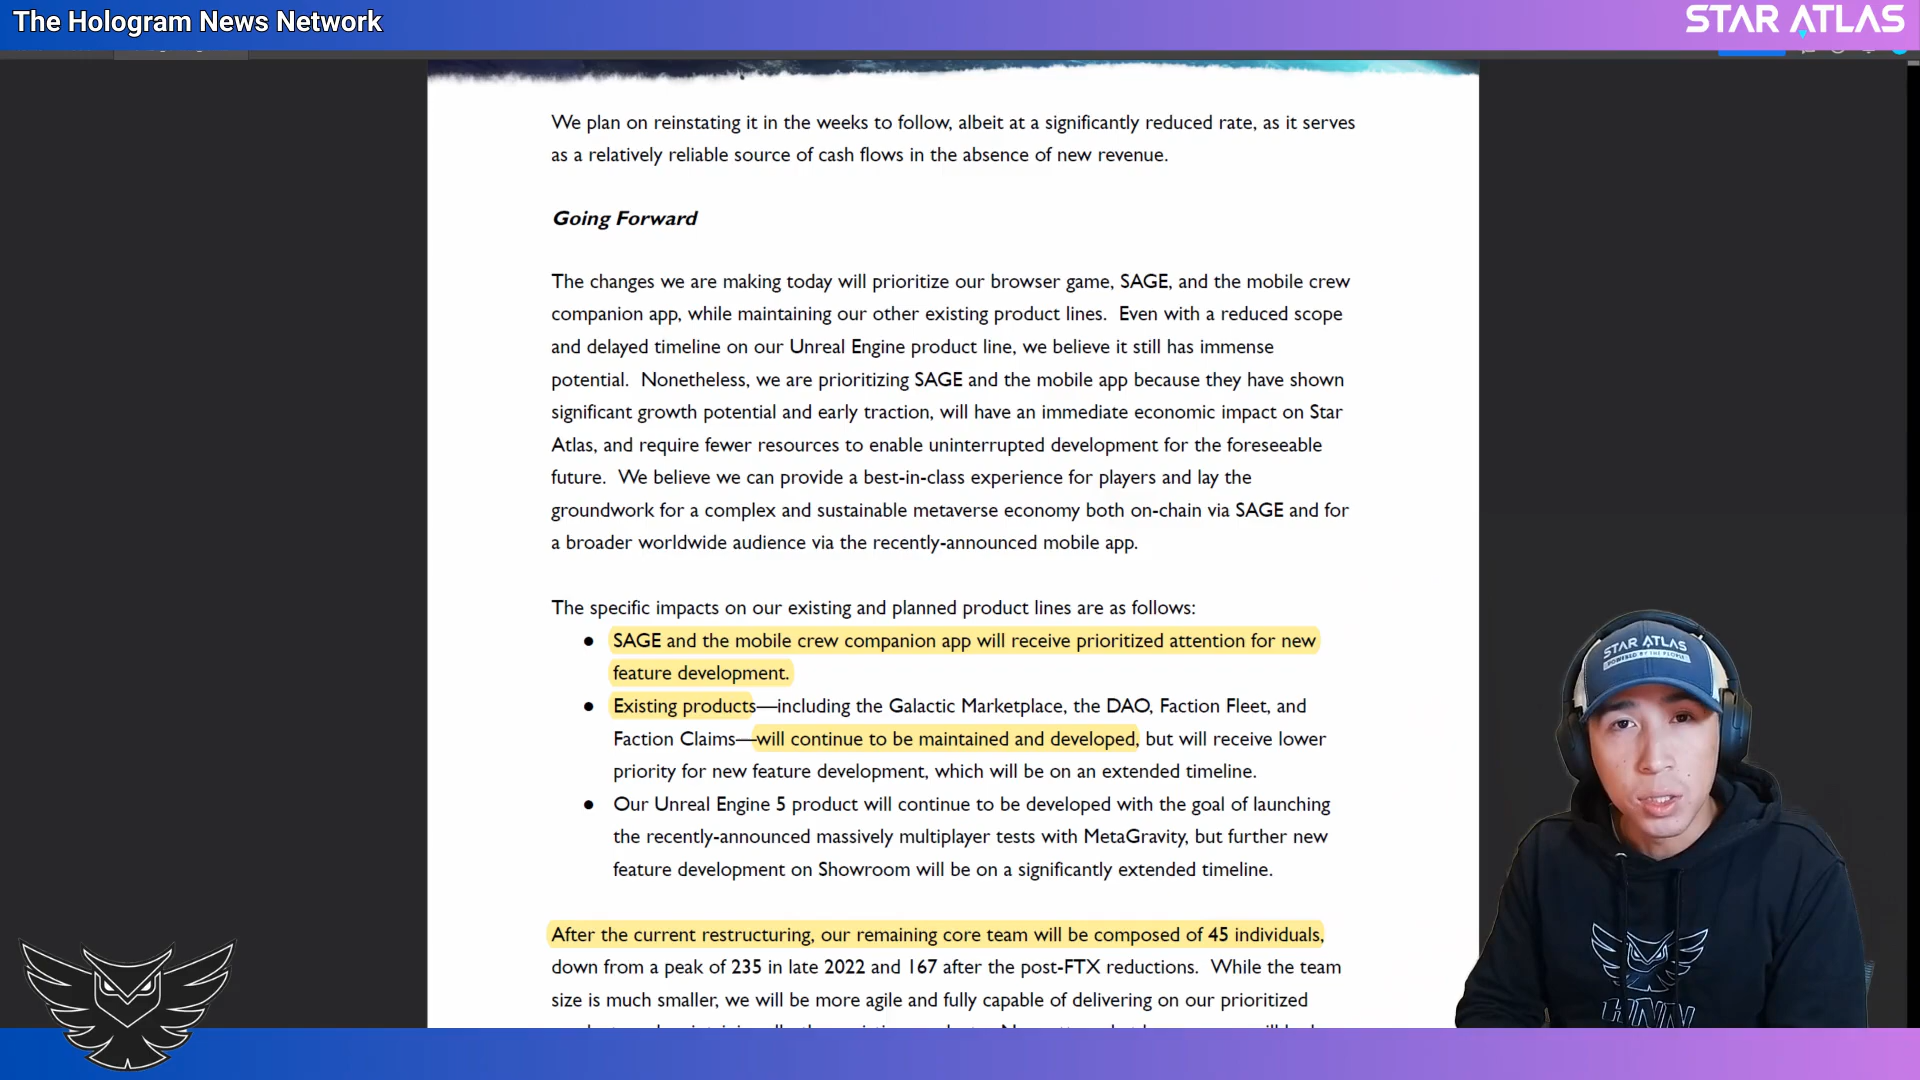 The Hologram News Network
STAR ATLAS
We plan on reinstating it in the weeks to follow, albeit at a significantly reduced rate, as it serves
as a relatively reliable source of cash flows in the absence of new revenue.
Going Forward
The changes we are making today will prioritize our browser game, SAGE, and the mobile crew
companion app, while maintaining our other existing product lines. Even with a reduced scope
and delayed timeline on our Unreal Engine product line, we believe it still has immense
potential. Nonetheless, we are prioritizing SAGE and the mobile app because they have shown
significant growth potential and early traction, will have an immediate economic impact on Star
Atlas, and require fewer resources to enable uninterrupted development for the foreseeable
future. We believe we can provide a best-in-class experience for players and lay the
groundwork for a complex and sustainable metaverse economy both on-chain via SAGE and for
a broader worldwide audience via the recently-announced mobile app.
The specific impacts on our existing and planned product lines are as follows:
● SAGE and the mobile crew companion app will receive prioritized attention for new
feature development.
● Existing products—including the Galactic Marketplace, the DAO, Faction Fleet, and
Faction Claims—will continue to be maintained and developed, but will receive lower
priority for new feature development, which will be on an extended timeline.
● Our Unreal Engine 5 product will continue to be developed with the goal of launching
the recently-announced massively multiplayer tests with MetaGravity, but further new
feature development on Showroom will be on a significantly extended timeline.
After the current restructuring, our remaining core team will be composed of 45 individuals,
down from a peak of 235 in late 2022 and 167 after the post-FTX reductions. While the team
size is much smaller, we will be more agile and fully capable of delivering on our prioritized
STAR ATLAS
POWERED BY THE PEOPLE
HNN